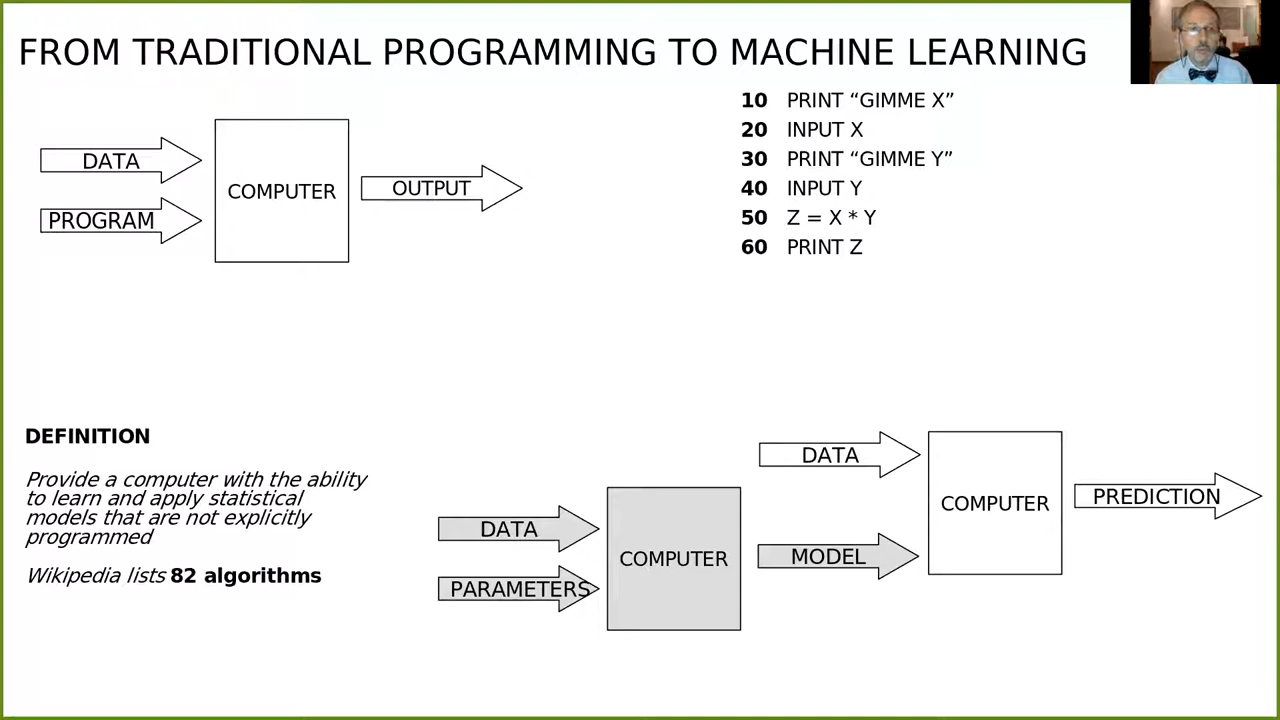 FROM TRADITIONAL PROGRAMMING TO MACHINE LEARNING
DATA
PROGRAM
COMPUTER
OUTPUT
10 PRINT “GIMME X”
20 INPUT X
30 PRINT “GIMME Y”
40 INPUT Y
50 Z = X * Y
60 PRINT Z
DEFINITION
Provide a computer with the ability
to learn and apply statistical
models that are not explicitly
programmed
Wikipedia lists 82 algorithms
DATA
PARAMETERS
COMPUTER
DATA
MODEL
COMPUTER
PREDICTION